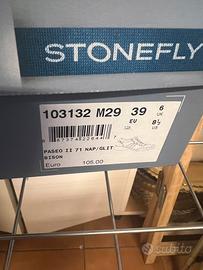 STONEFLY
103132 M29 39 6
EU UK
8½
US
PASEO II 71 NAP/GLIT
BISON
Euro 105.00
subito